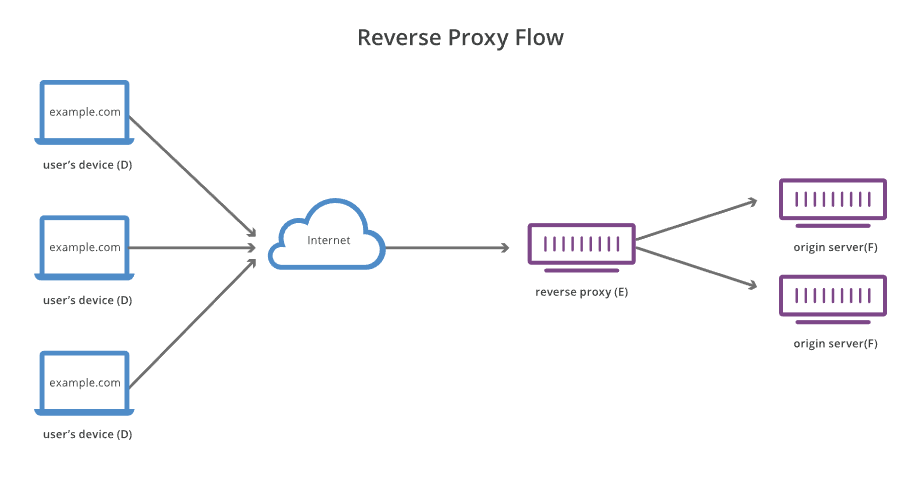 Reverse Proxy Flow
example.com
user’s device (D)
example.com
user’s device (D)
example.com
user’s device (D)
Internet
reverse proxy (E)
origin server(F)
origin server(F)